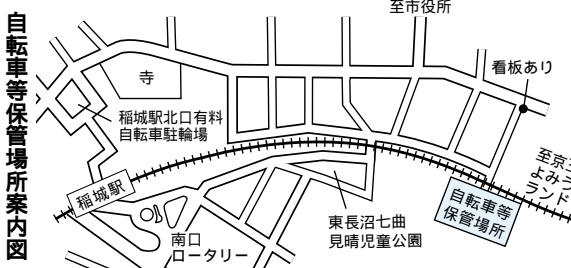 自転車等保管場所案内図
至市役所
看板あり
寺
稲城駅北口有料
自転車駐輪場
稲城駅
南口
ロータリー
東長沼七曲
見晴児童公園
自転車等
保管場所
至京王
よみう
ランド